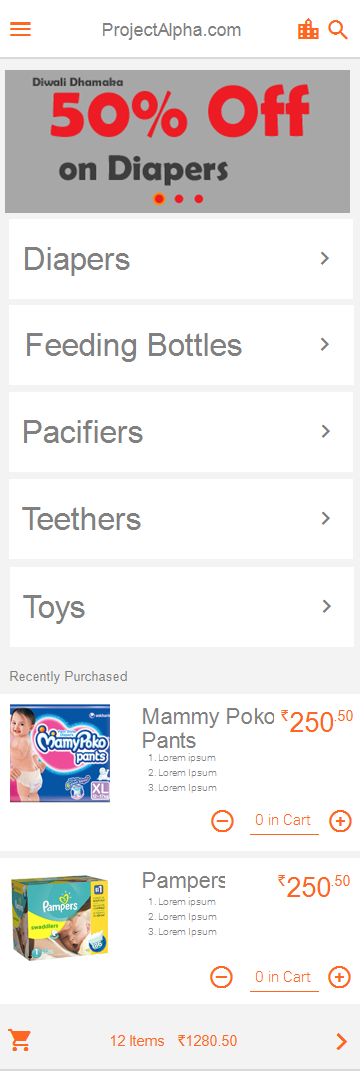 ProjectAlpha.com
Diwali Dhamaka
50% Off
on Diapers
Diapers
Feeding Bottles
Pacifiers
Teethers
Toys
Recently Purchased
MamyPoko
pants
XL
Mammy Poko
Pants
₹250.50
1. Lorem ipsum
2. Lorem Ipsum
3. Lorem Ipsum
0 in Cart
Pampers
swaddlers
#1
1
Pampers
₹250.50
1. Lorem ipsum
2. Lorem Ipsum
3. Lorem Ipsum
0 in Cart
12 Items ₹1280.50